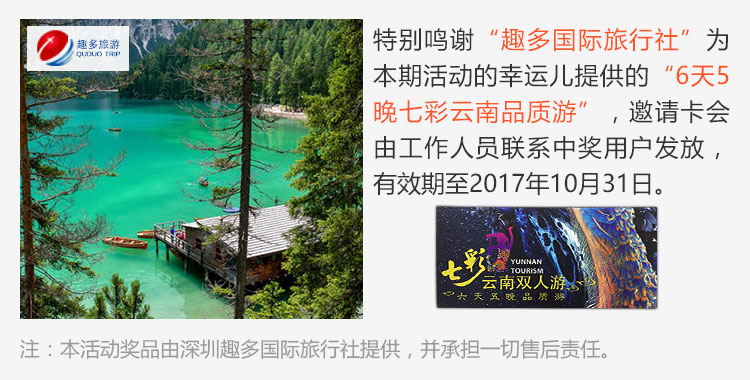 趣多旅游
QUDUO TRIP
特别鸣谢“趣多国际旅行社”为
本期活动的幸运儿提供的“6天5
晚七彩云南品质游”，邀请卡会
由工作人员联系中奖用户发放，
有效期至2017年10月31日。
七彩
YUNNAN
TOURISM
云南双人游
六天五晚品质游
注：本活动奖品由深圳趣多国际旅行社提供，并承担一切售后责任。